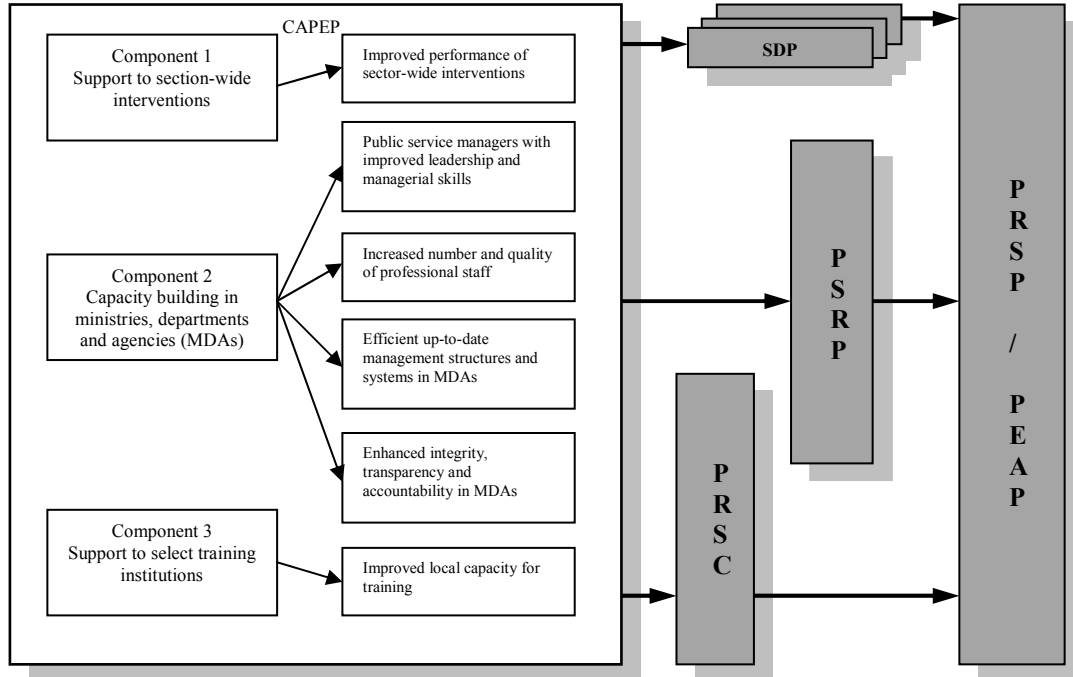 CAPEP
Component 1
Support to section-wide
interventions
Improved performance of
sector-wide interventions
Public service managers with
improved leadership and
managerial skills
Component 2
Capacity building in
ministries, departments
and agencies (MDAs)
Increased number and quality
of professional staff
Efficient up-to-date
management structures and
systems in MDAs
Enhanced integrity,
transparency and
accountability in MDAs
Component 3
Support to select training
institutions
Improved local capacity for
training
SDP
P
S
R
P
P
R
S
C
P
R
S
P
/
P
E
A
P